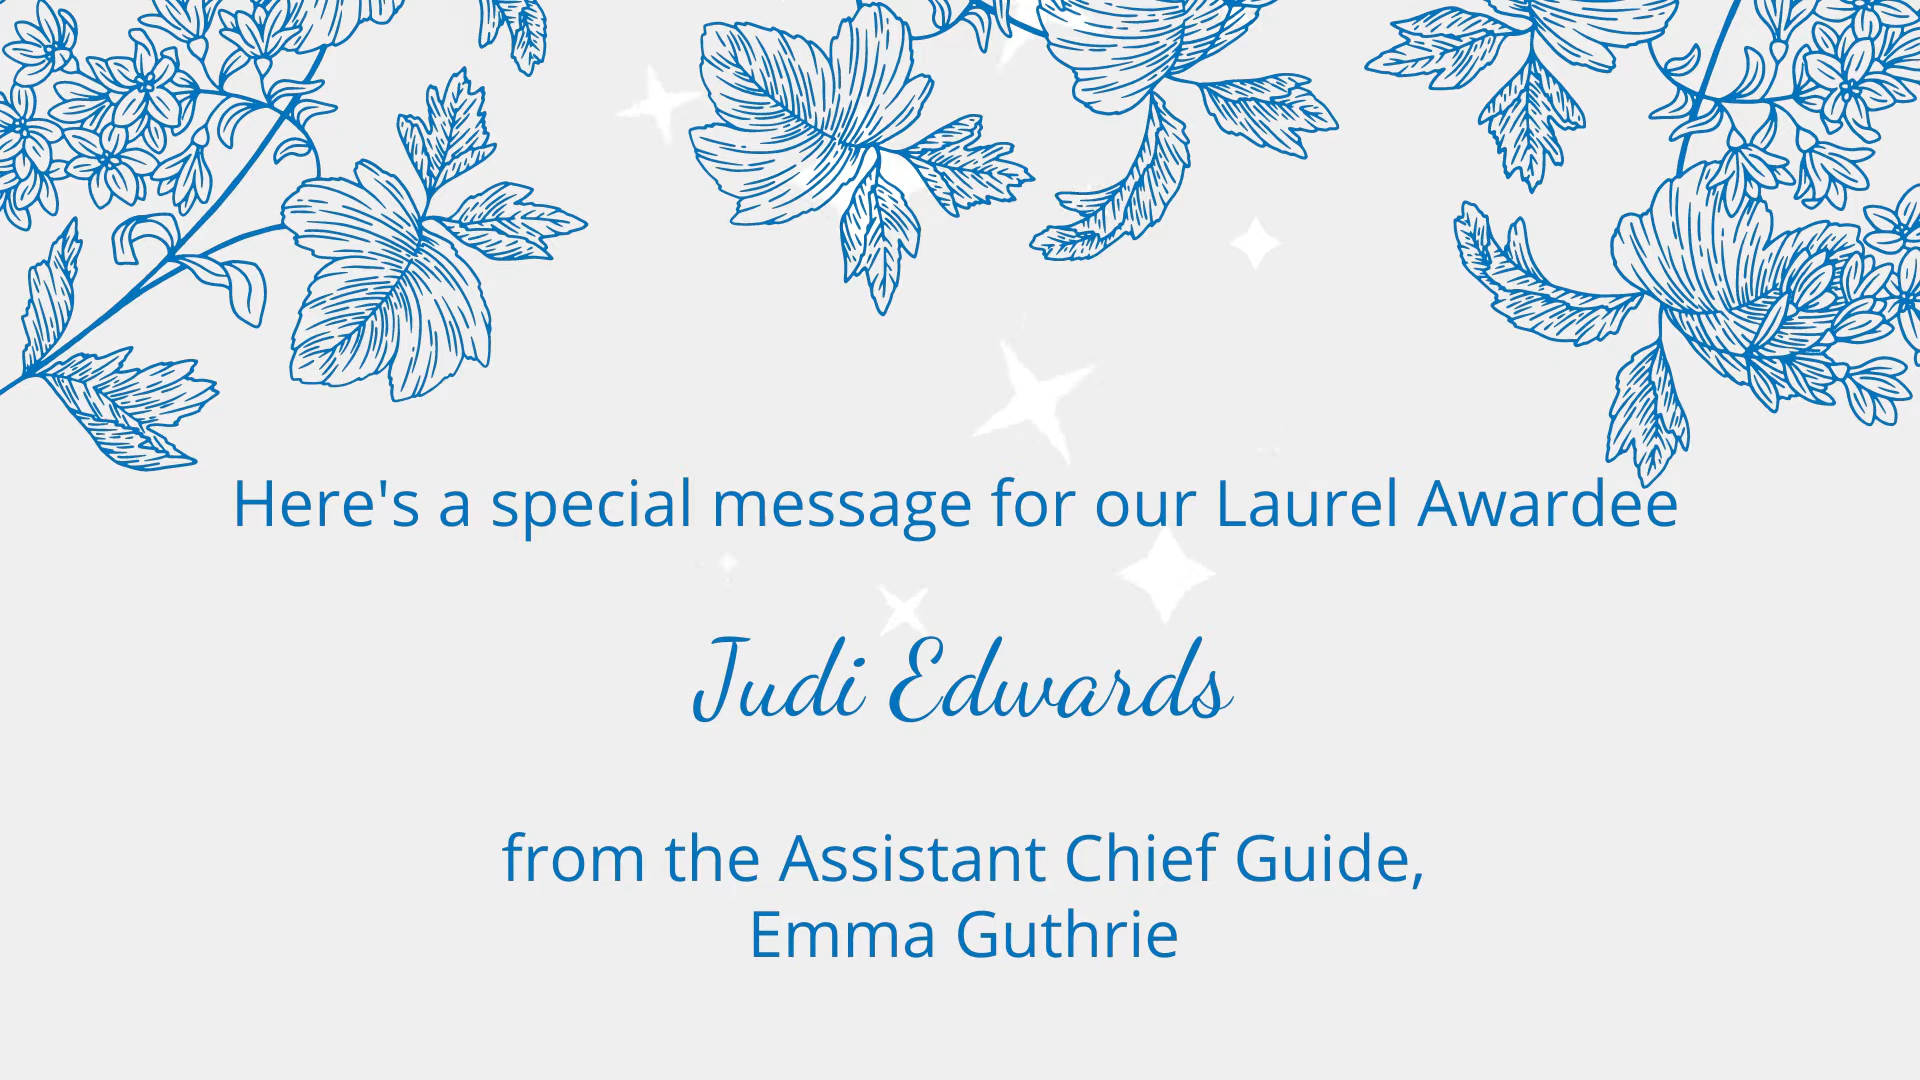 Here's a special message for our Laurel Awardee
Judi Edwards
from the Assistant Chief Guide,
Emma Guthrie